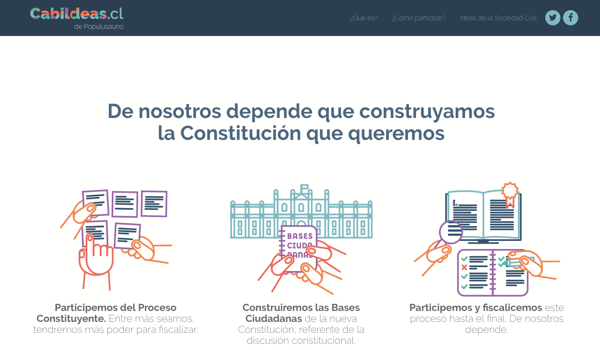 CabiIdeas.cl
de Populusaurio
¿Qué es?
¿Cómo participar?
Ideas de la Sociedad Civil
De nosotros depende que construyamos
la Constitución que queremos
BASES
CIUDA
DANAS
Participemos del Proceso
Constituyente. Entre más seamos,
tendremos más poder para fiscalizar.
Construiremos las Bases
Ciudadanas de la nueva
Constitución, referente de la
discusión constitucional.
Participemos y fiscalicemos este
proceso hasta el final. De nosotros
depende.